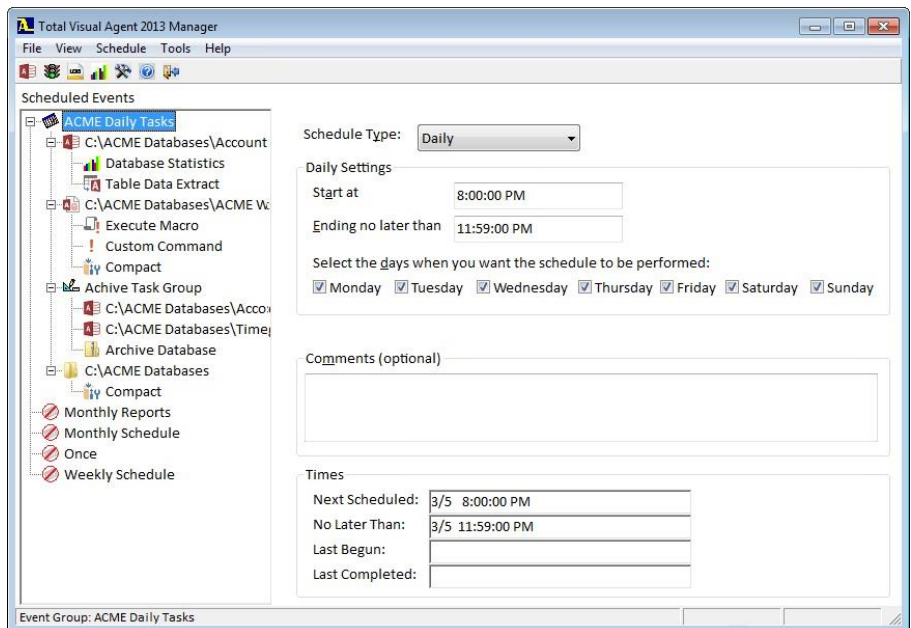 Total Visual Agent 2013 Manager
File View Schedule Tools Help
Scheduled Events
ACME Daily Tasks
C:\ACME Databases\Account
Database Statistics
Table Data Extract
C:\ACME Databases\ACME W
Execute Macro
Custom Command
Compact
Achive Task Group
C:\ACME Databases\Acco
C:\ACME Databases\Time
Archive Database
C:\ACME Databases
Compact
Monthly Reports
Monthly Schedule
Once
Weekly Schedule
Schedule Type: Daily
Daily Settings
Start at 8:00:00 PM
Ending no later than 11:59:00 PM
Select the days when you want the schedule to be performed:
Monday Tuesday Wednesday Thursday Friday Saturday Sunday
Comments (optional)
Times
Next Scheduled: 3/5 8:00:00 PM
No Later Than: 3/5 11:59:00 PM
Last Begun:
Last Completed:
Event Group: ACME Daily Tasks